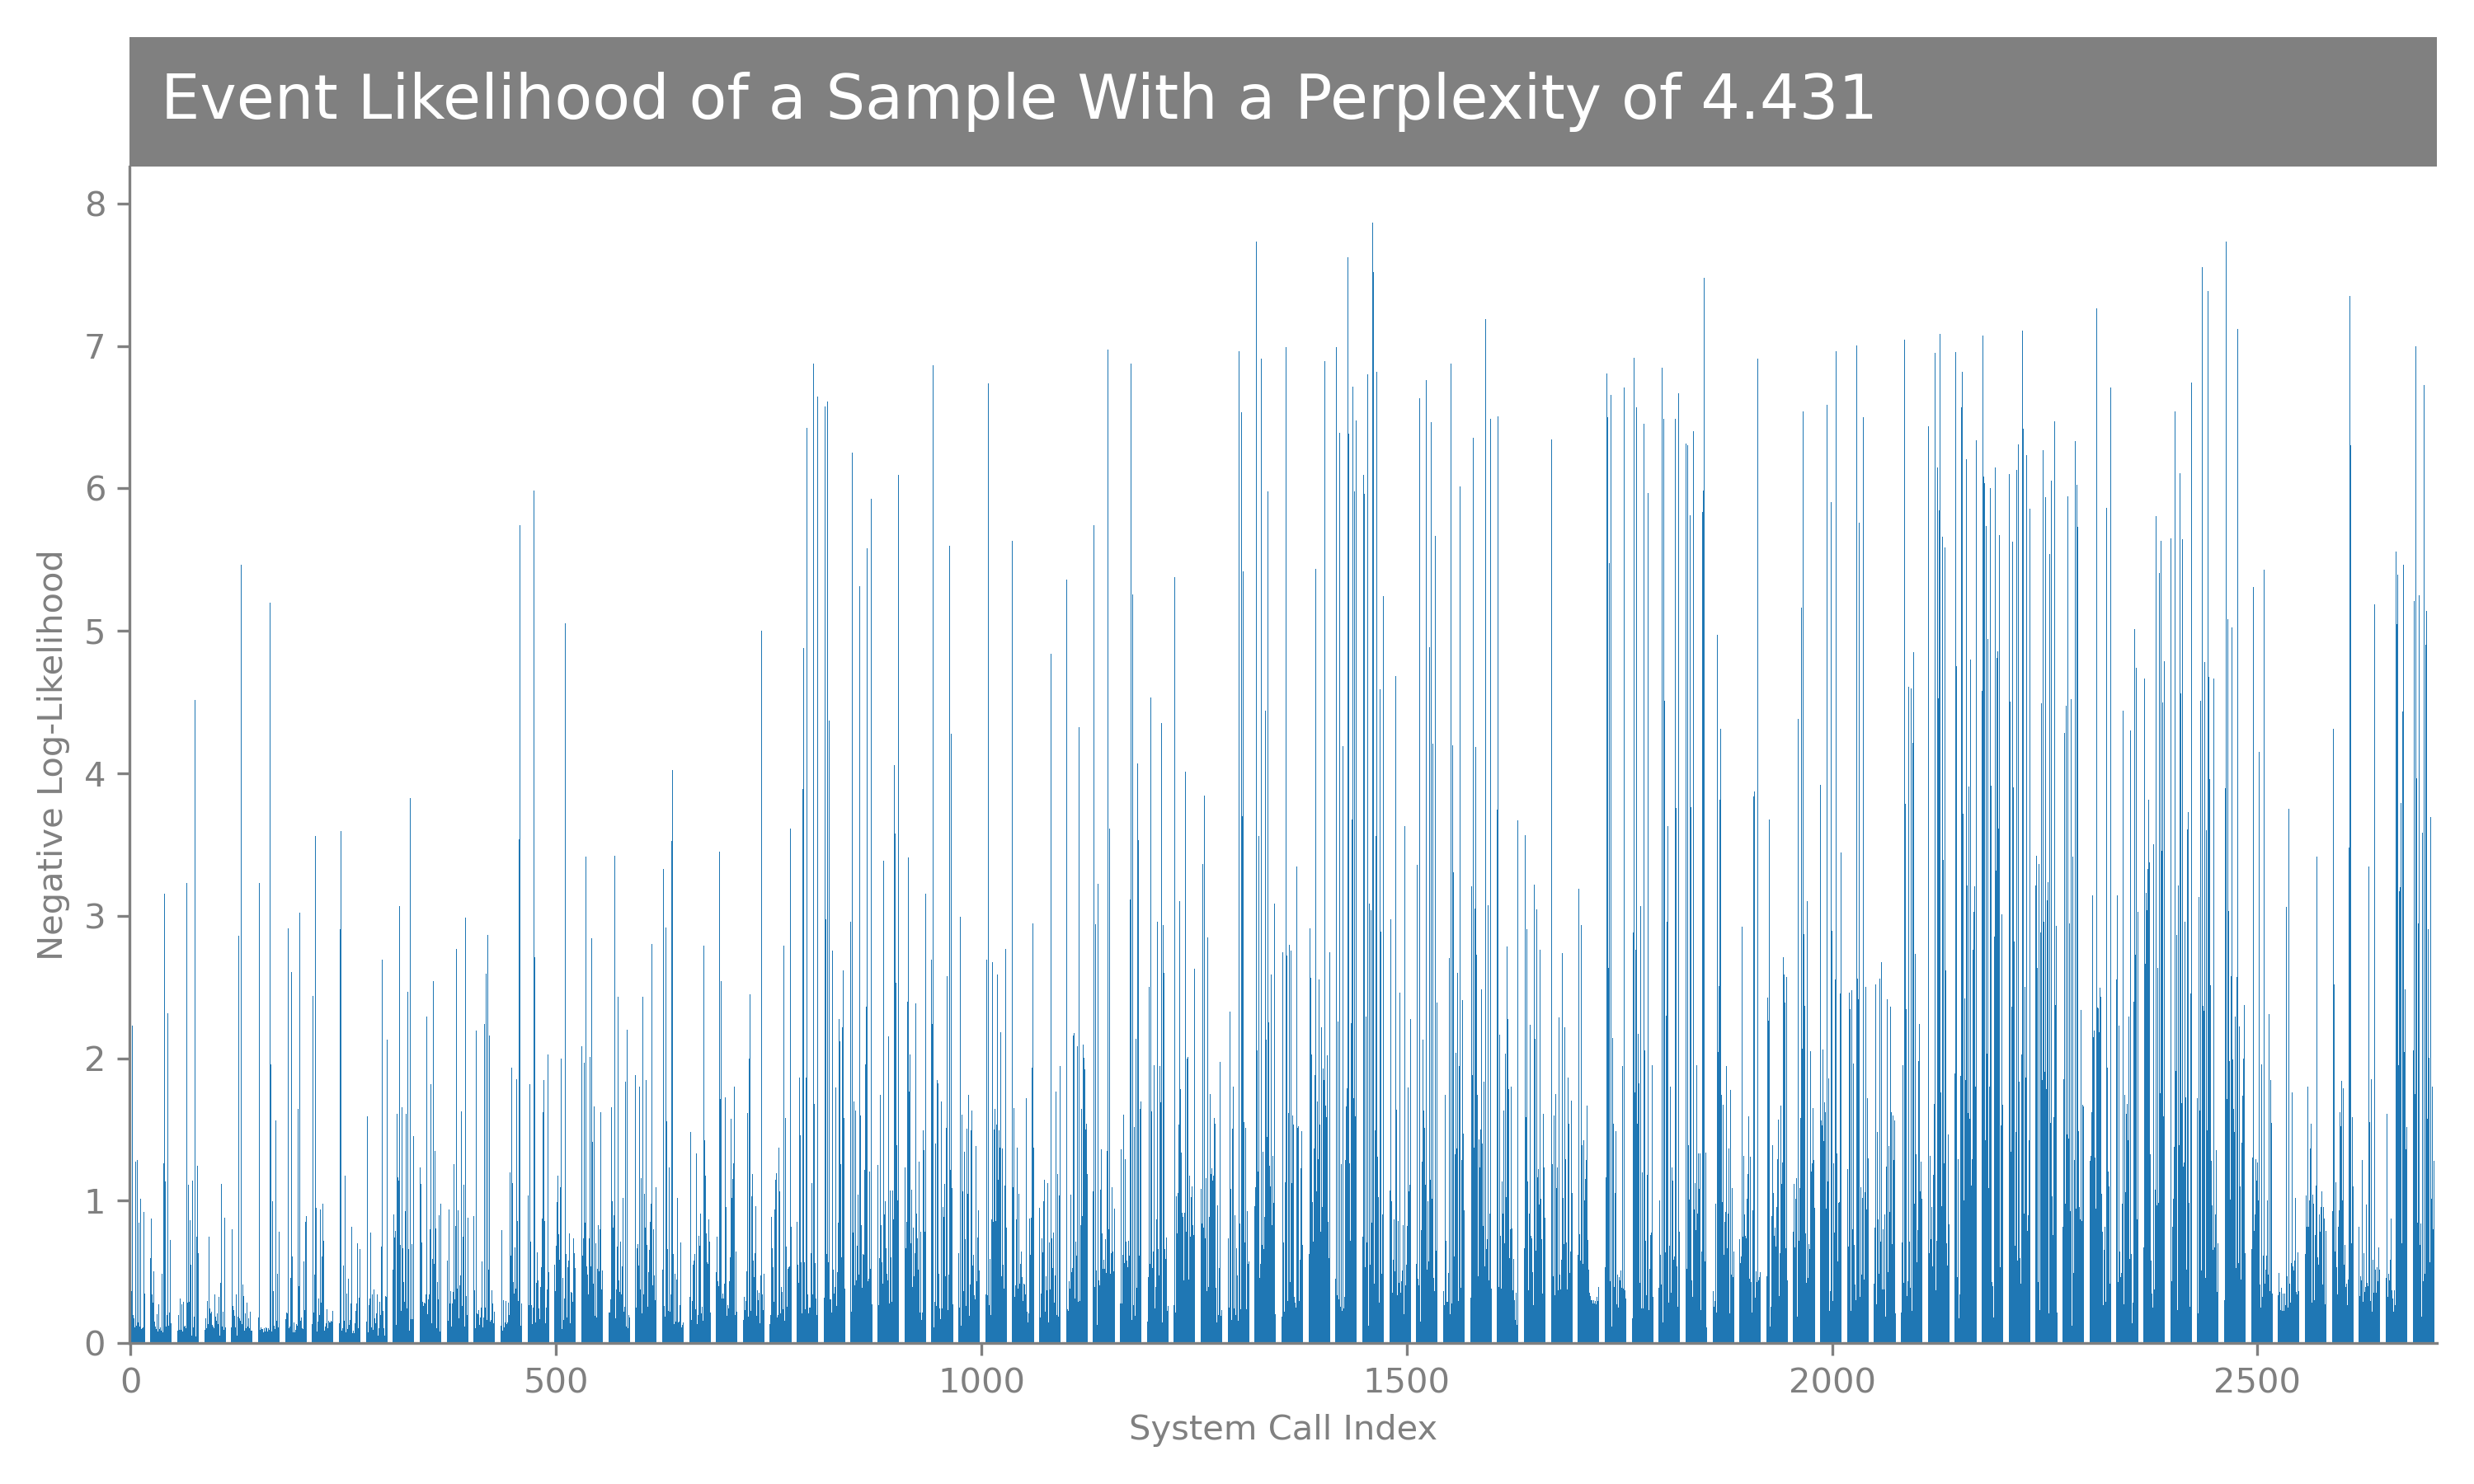 Event Likelihood of a Sample With a Perplexity of 4.431
8
7
6
5
4
3
2
1
0
Negative Log-Likelihood
0 500 1000 1500 2000 2500
System Call Index